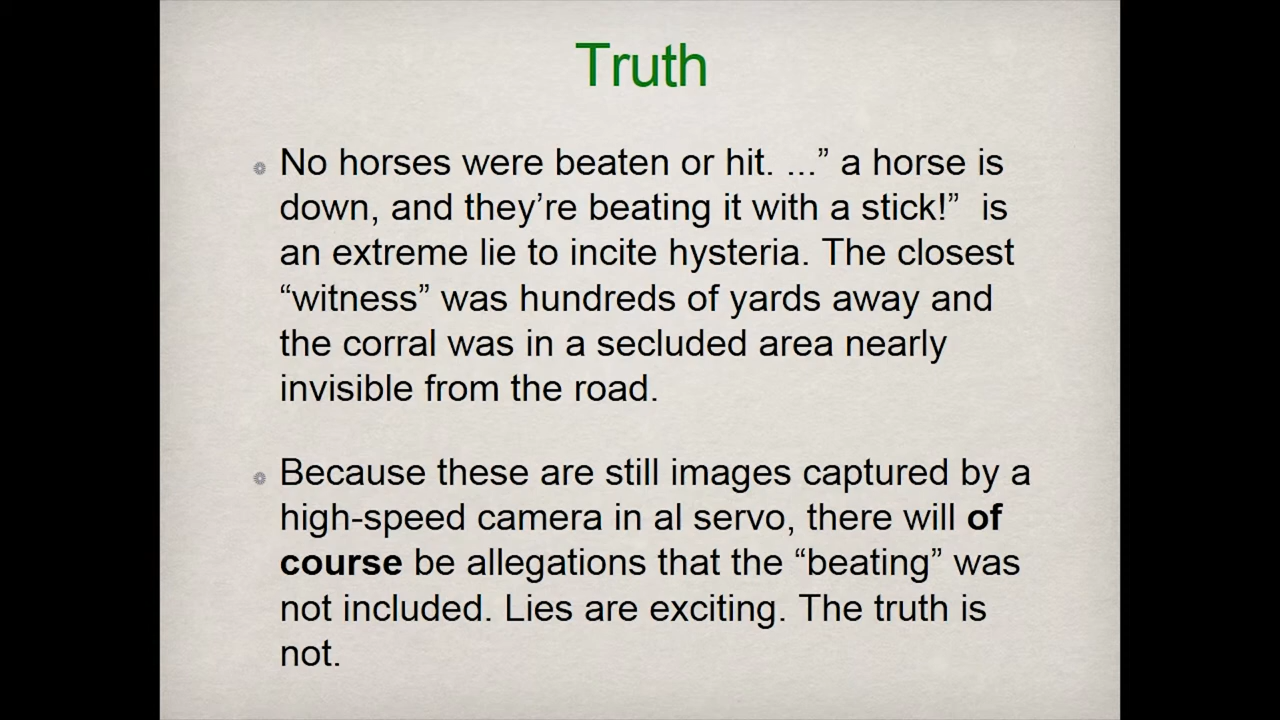 Truth
No horses were beaten or hit. ...” a horse is
down, and they’re beating it with a stick!”  is
an extreme lie to incite hysteria. The closest
“witness” was hundreds of yards away and
the corral was in a secluded area nearly
invisible from the road.
Because these are still images captured by a
high-speed camera in al servo, there will of
course be allegations that the “beating” was
not included. Lies are exciting. The truth is
not.